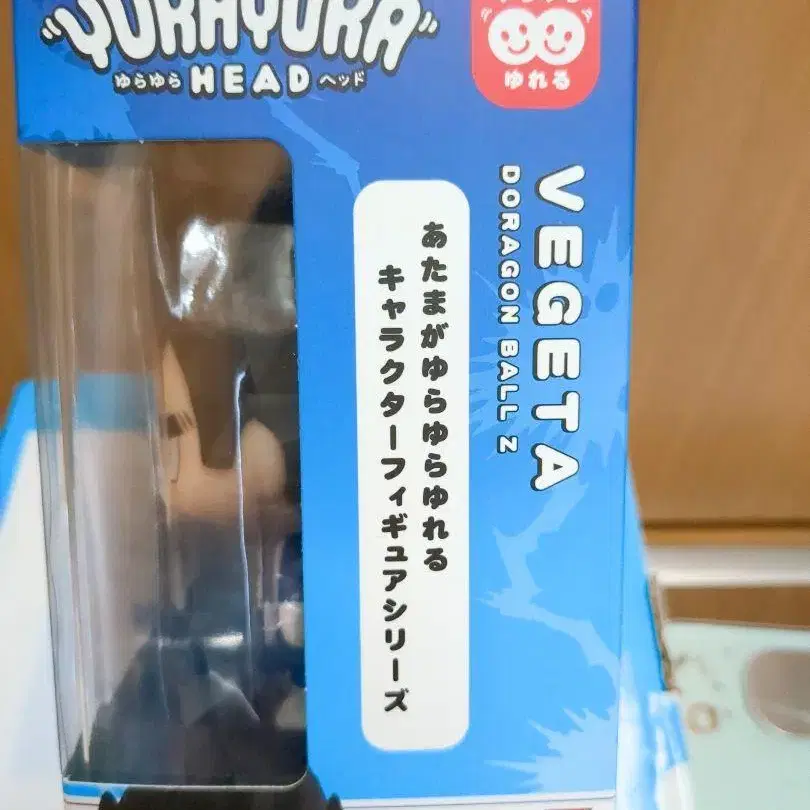 "YURAYURA"
ゆらゆら HEAD ヘッド
ゆれる
VEGETA
DORAGON BALL Z
あたまがゆらゆらゆれる
キャラクターフィギュアシリーズ